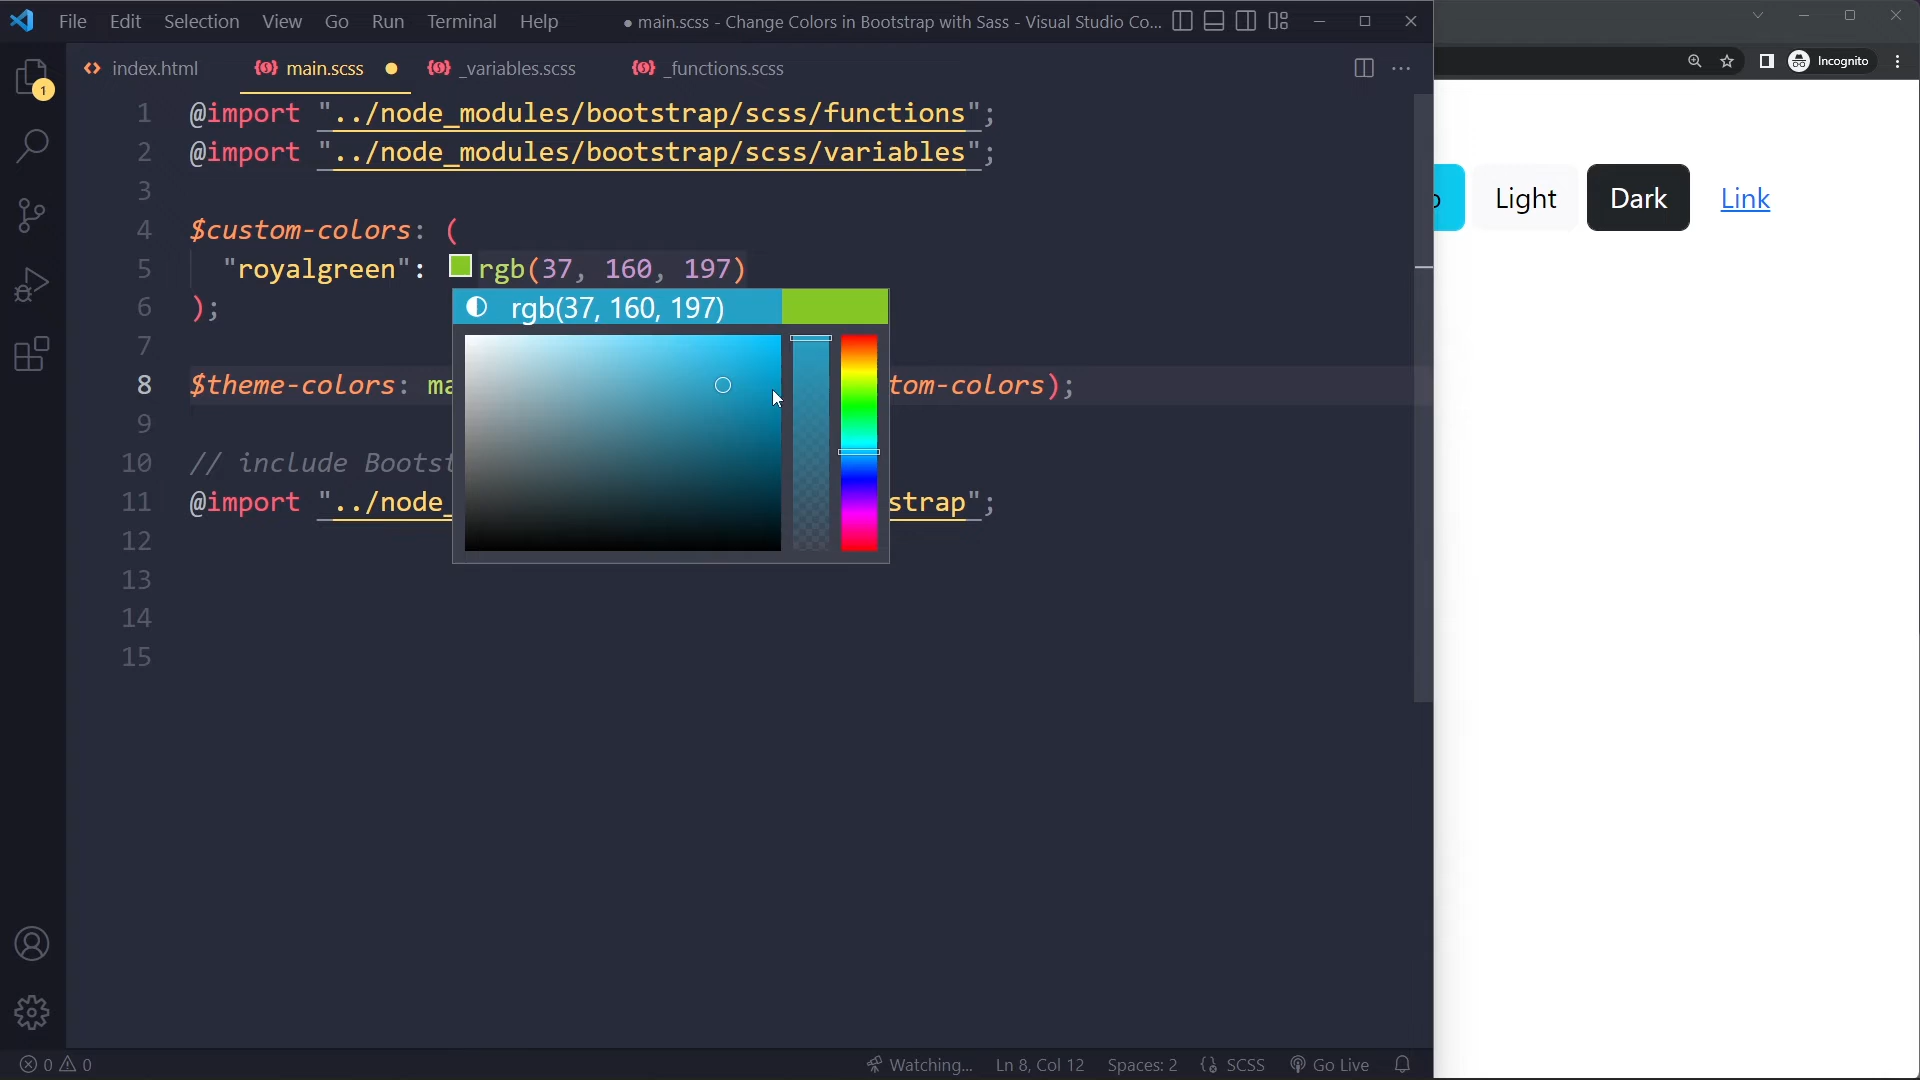 File Edit Selection View Go Run Terminal Help
● main.scss - Change Colors in Bootstrap with Sass - Visual Studio Co...
Incognito
index.html main.scss _variables.scss _functions.scss
1
1 @import "../node_modules/bootstrap/scss/functions";
2 @import "../node_modules/bootstrap/scss/variables";
3
4 $custom-colors: (
5 "royalgreen": rgb(37, 160, 197)
6 );
rgb(37, 160, 197)
7
8 $theme-colors: ma tom-colors);
9
10 // include Bootst
11 @import "../node_ strap";
12
13
14
15
Light Dark Link
0 0 Watching... Ln 8, Col 12 Spaces: 2 SCSS Go Live